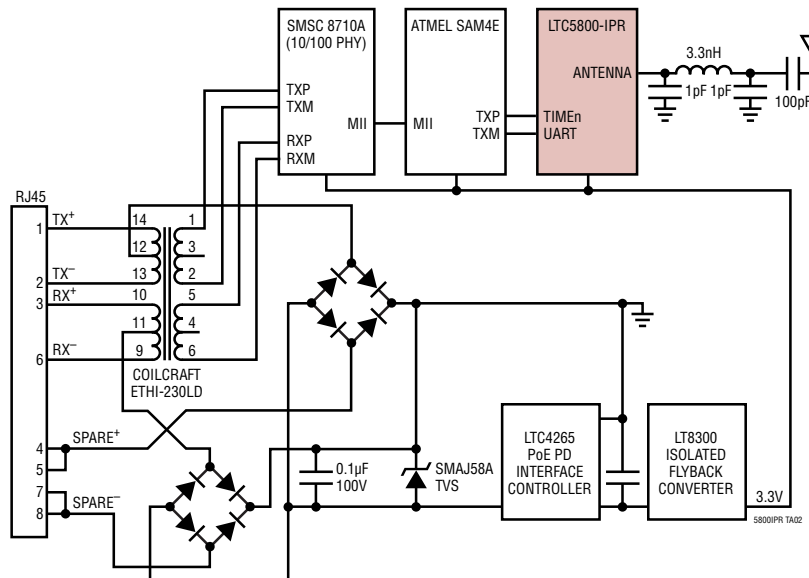 SMSC 8710A
(10/100 PHY)
TXP
TXM
RXP
RXM
MII
ATMEL SAM4E
MII
TXP
TXM
LTC5800-IPR
ANTENNA
TIMEn
UART
3.3nH
1pF 1pF
100pF
RJ45
1
TX+
2
TX−
3
RX+
6
RX−
4
SPARE+
5
7
SPARE−
8
14
12
13
10
11
9
1
3
2
5
4
6
COILCRAFT
ETHI-230LD
0.1µF
100V
SMAJ58A
TVS
LTC4265
PoE PD
INTERFACE
CONTROLLER
LT8300
ISOLATED
FLYBACK
CONVERTER
3.3V
5800IPR TA02